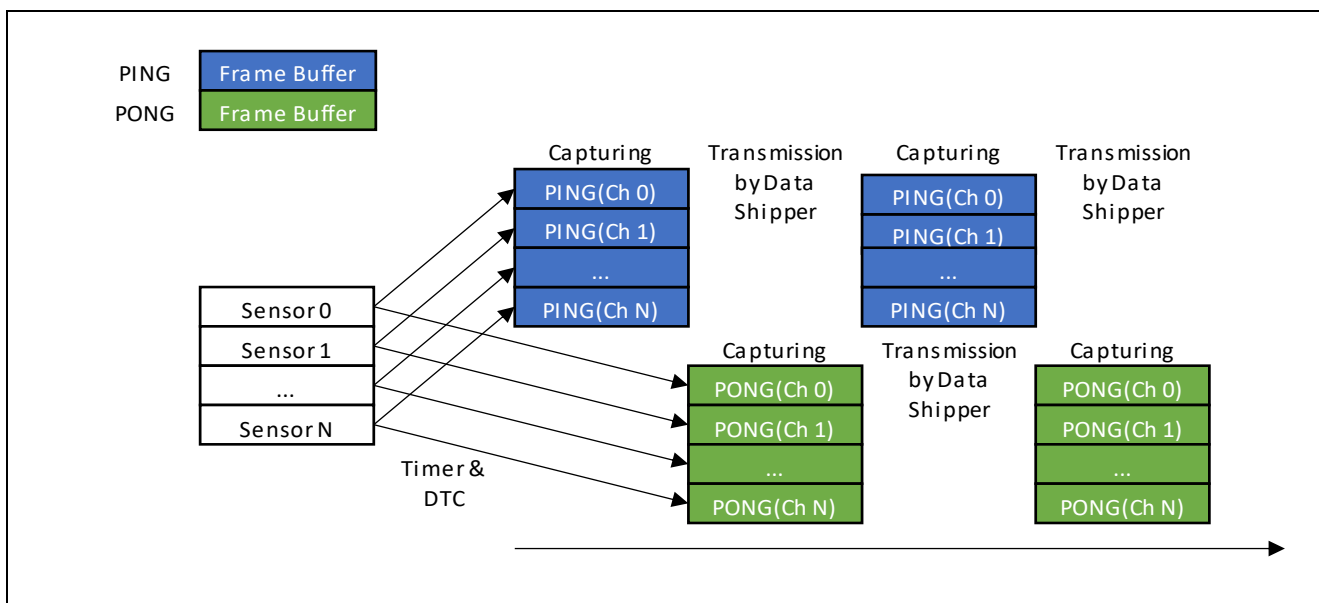 PING Frame Buffer
PONG Frame Buffer
Capturing
Transmission
by Data
Shipper
Capturing
Transmission
by Data
Shipper
PING(Ch 0)
PING(Ch 1)
...
PING(Ch N)
PING(Ch 0)
PING(Ch 1)
...
PING(Ch N)
Sensor 0
Sensor 1
...
Sensor N
Timer &
DTC
Capturing
Transmission
by Data
Shipper
Capturing
PONG(Ch 0)
PONG(Ch 1)
...
PONG(Ch N)
PONG(Ch 0)
PONG(Ch 1)
...
PONG(Ch N)